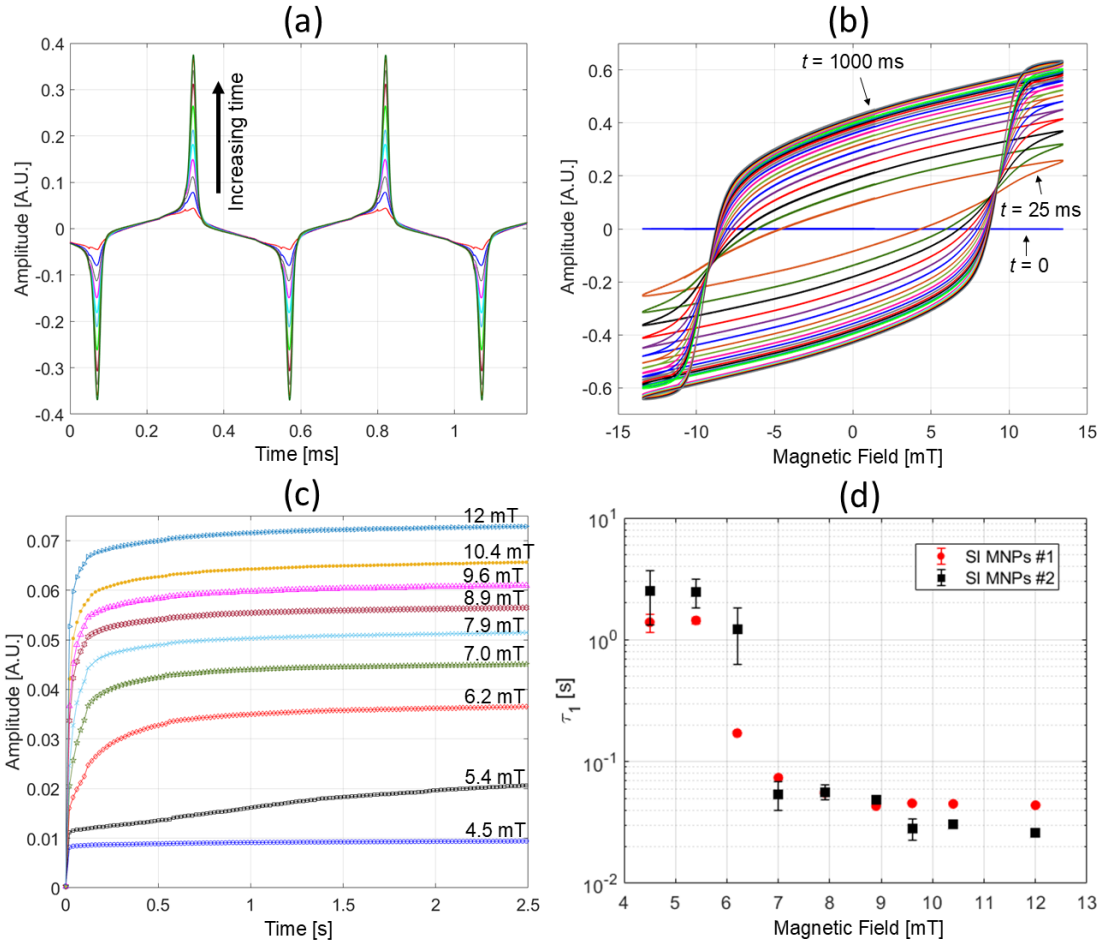 (a)
Amplitude [A.U.]
0.4
0.3
0.2
0.1
0
-0.1
-0.2
-0.3
-0.4
Increasing time
0 0.2 0.4 0.6 0.8 1
Time [ms]
(b)
Amplitude [A.U.]
0.6
0.4
0.2
0
-0.2
-0.4
-0.6
t = 1000 ms
t = 25 ms
t = 0
-15 -10 -5 0 5 10 15
Magnetic Field [mT]
(c)
Amplitude [A.U.]
0.07
0.06
0.05
0.04
0.03
0.02
0.01
0
12 mT
10.4 mT
9.6 mT
8.9 mT
7.9 mT
7.0 mT
6.2 mT
5.4 mT
4.5 mT
0 0.5 1 1.5 2 2.5
Time [s]
(d)
τ1 [s]
10^1
10^0
10^-1
10^-2
SI MNPs #1
SI MNPs #2
4 5 6 7 8 9 10 11 12 13
Magnetic Field [mT]